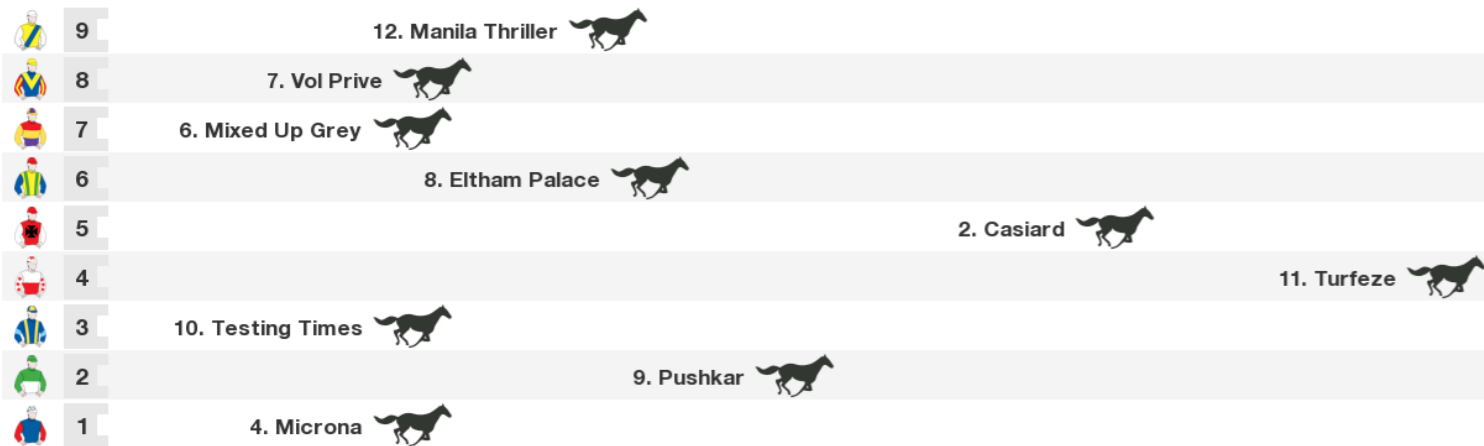 9 12. Manila Thriller
8 7. Vol Prive
7 6. Mixed Up Grey
6 8. Eltham Palace
5 2. Casiard
4 11. Turfeze
3 10. Testing Times
2 9. Pushkar
1 4. Microna